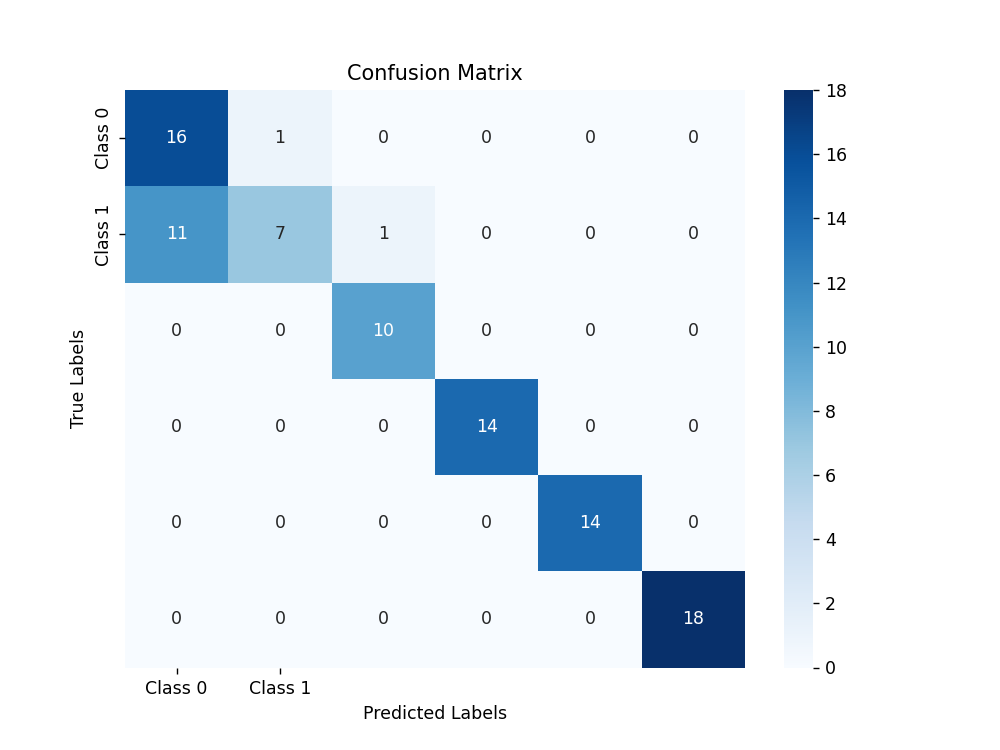 Confusion Matrix
Class 0
16 1 0 0 0 0
Class 1
11 7 1 0 0 0
0 0 10 0 0 0
0 0 0 14 0 0
0 0 0 0 14 0
0 0 0 0 0 18
True Labels
Class 0 Class 1
Predicted Labels
18
16
14
12
10
8
6
4
2
0